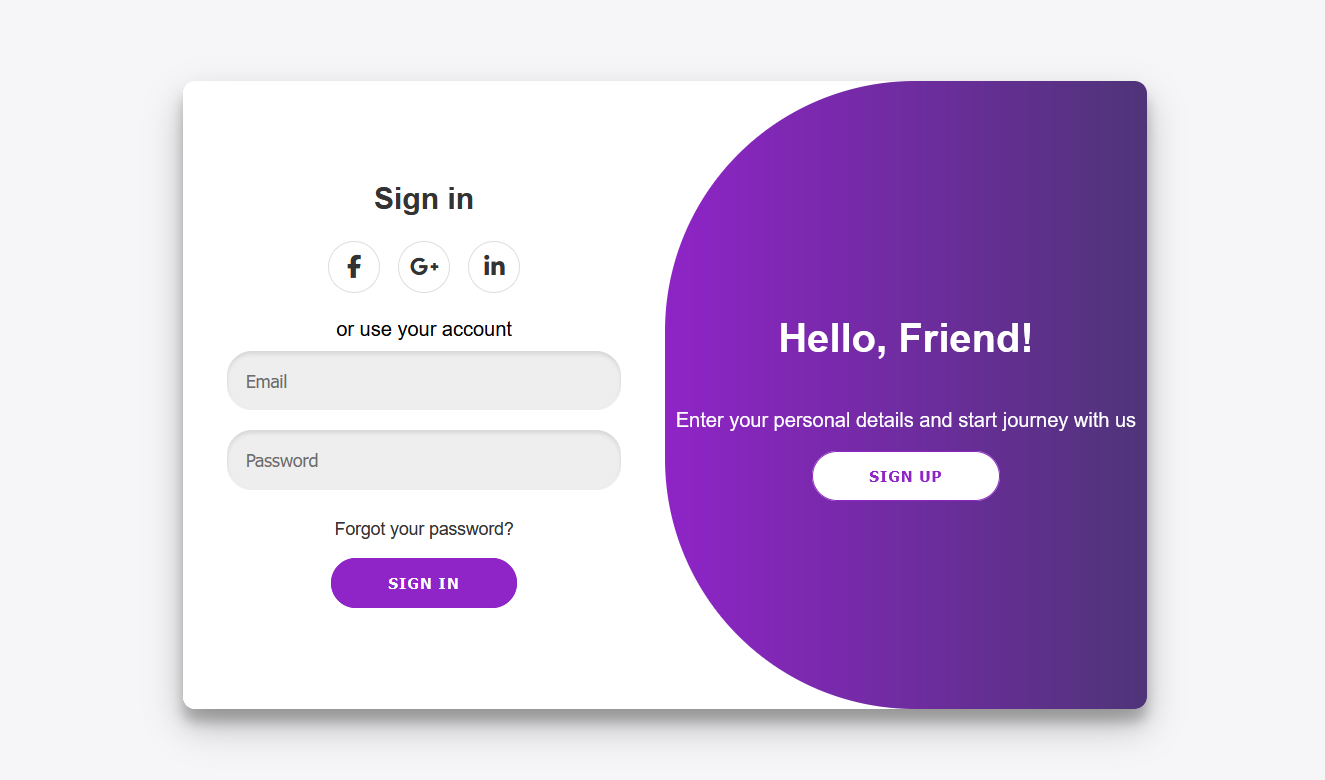 Sign in
f
G+
in
or use your account
Email
Password
Forgot your password?
SIGN IN
Hello, Friend!
Enter your personal details and start journey with us
SIGN UP